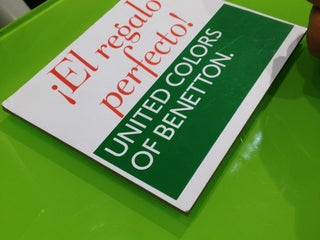 ¡El regalo
perfecto!
UNITED COLORS
OF BENETTON.